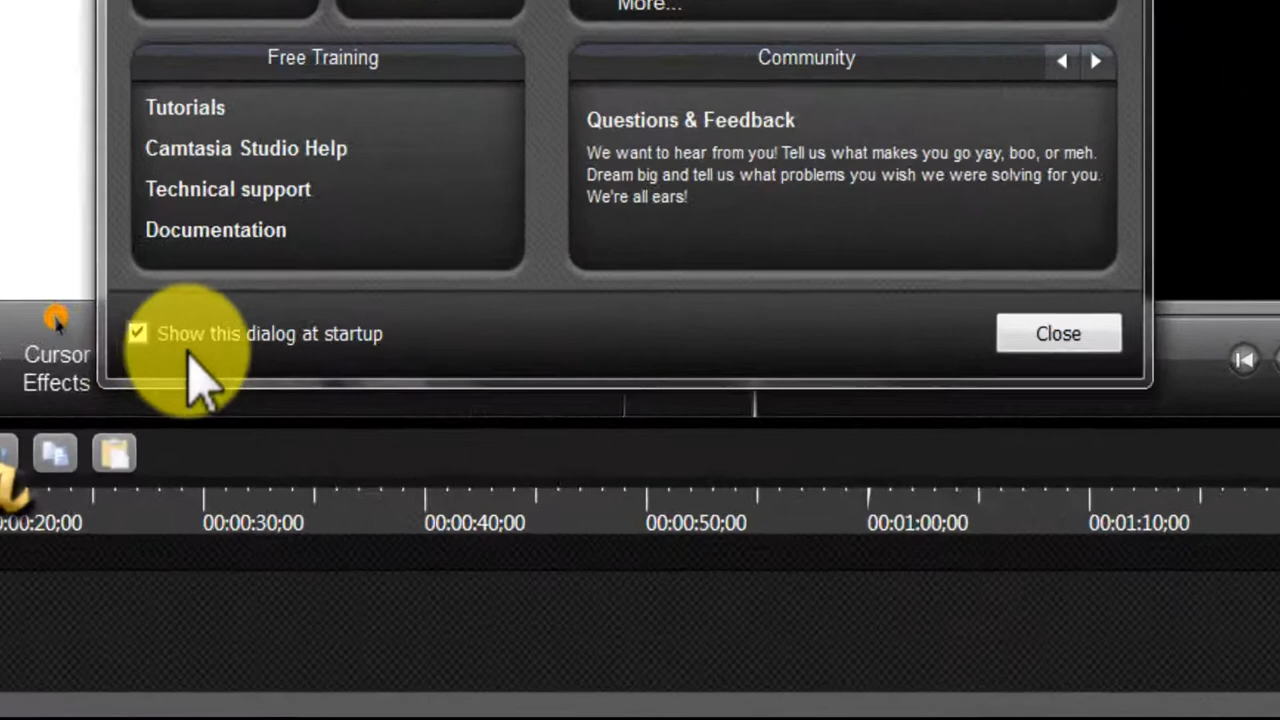 More...
Free Training
Community
Tutorials
Camtasia Studio Help
Technical support
Documentation
Questions & Feedback
We want to hear from you! Tell us what makes you go yay, boo, or meh.
Dream big and tell us what problems you wish we were solving for you.
We're all ears!
Show this dialog at startup
Close
Cursor
Effects
00:00:20;00
00:00:30;00
00:00:40;00
00:00:50;00
00:01:00;00
00:01:10;00